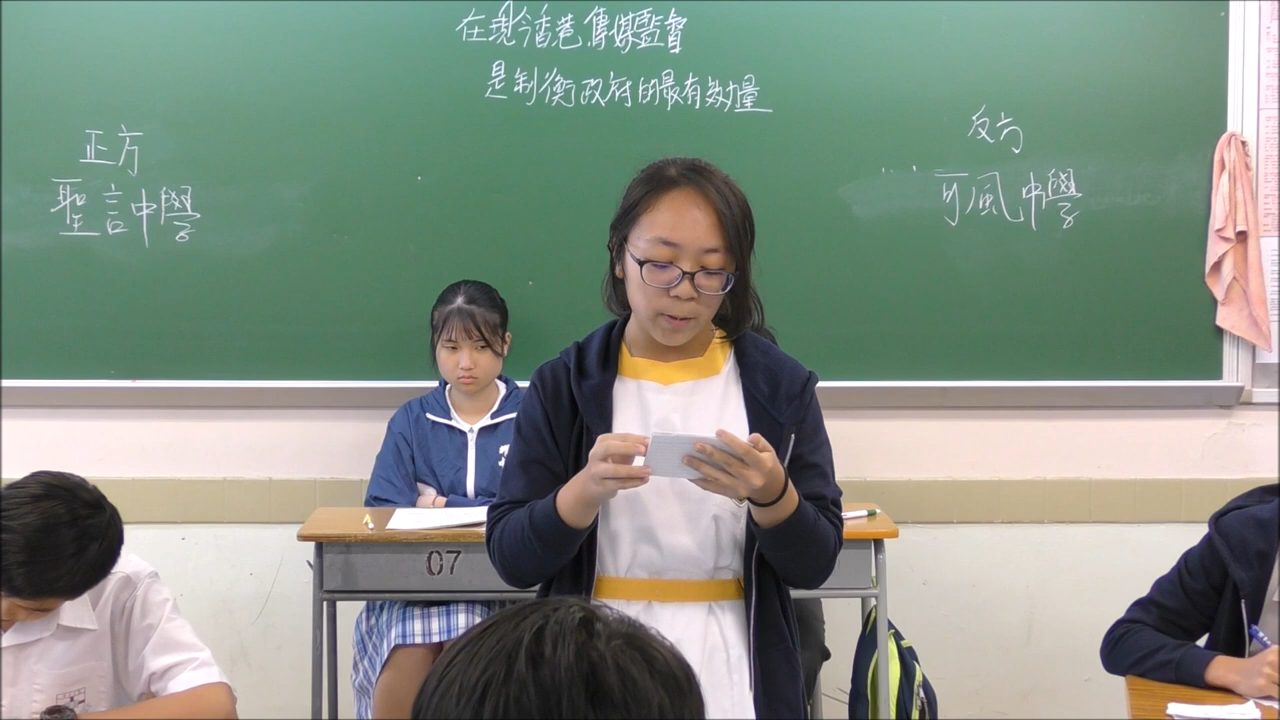 在現今香港傳媒監督
是制衡政府的最有效力量
正方
聖言中學
反方
可風中學
07